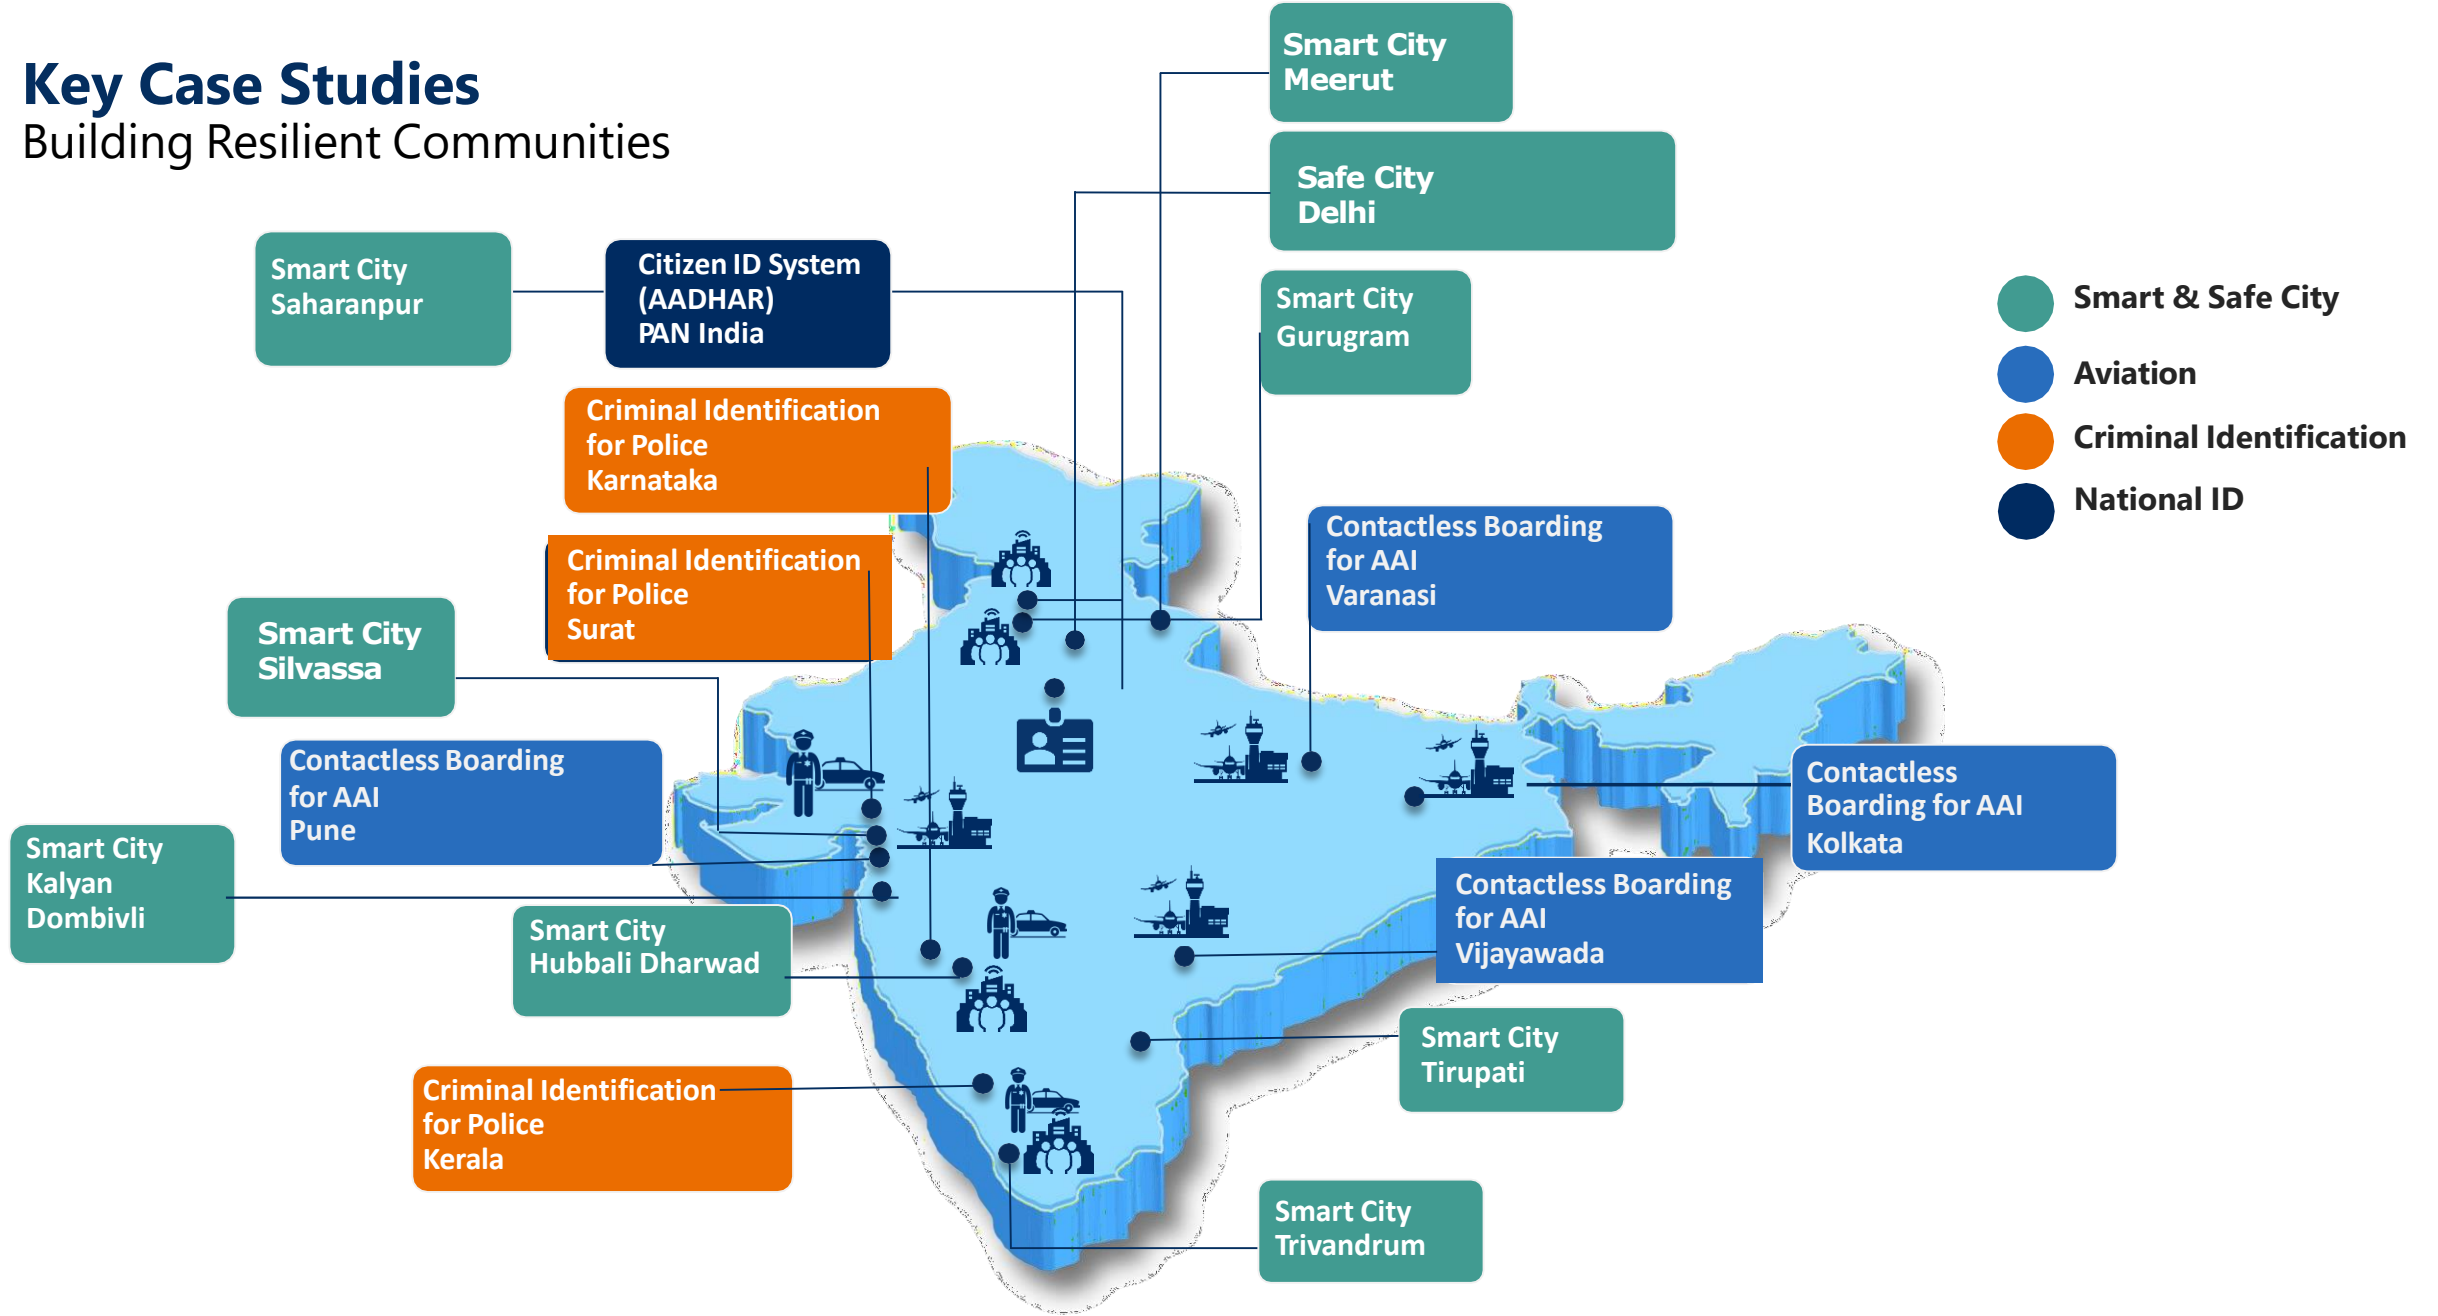 Key Case Studies
Building Resilient Communities
Smart City
Meerut
Safe City
Delhi
Smart City
Saharanpur
Citizen ID System
(AADHAR)
PAN India
Smart City
Gurugram
Smart & Safe City
Aviation
Criminal Identification
National ID
Criminal Identification
for Police
Karnataka
Criminal Identification
for Police
Surat
Contactless Boarding
for AAI
Varanasi
Smart City
Silvassa
Contactless Boarding
for AAI
Pune
Contactless
Boarding for AAI
Kolkata
Smart City
Kalyan
Dombivli
Smart City
Hubbali Dharwad
Contactless Boarding
for AAI
Vijayawada
Smart City
Tirupati
Criminal Identification
for Police
Kerala
Smart City
Trivandrum